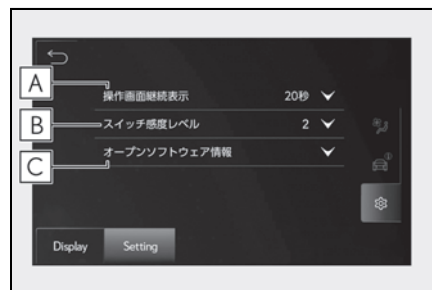 A
操作画面継続表示 20秒
B
スイッチ感度レベル 2
C
オープンソフトウェア情報
Display Setting